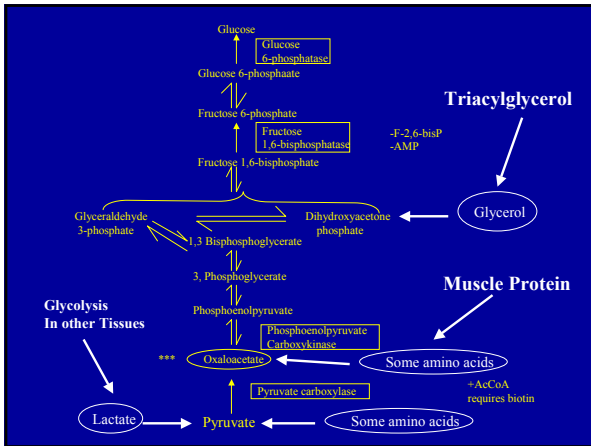 Glucose
Glucose
6-phosphatase
Glucose 6-phosphaate
Triacylglycerol
Fructose 6-phosphate
Fructose
1,6-bisphosphatase
-F-2,6-bisP
-AMP
Fructose 1,6-bisphosphate
Glyceraldehyde
3-phosphate
Dihydroxyacetone
phosphate
Glycerol
1,3 Bisphosphoglycerate
3, Phosphoglycerate
Muscle Protein
Glycolysis
In other Tissues
Phosphoenolpyruvate
Phosphoenolpyruvate
Carboxykinase
***
Oxaloacetate
Some amino acids
+AcCoA
requires biotin
Pyruvate carboxylase
Lactate
Pyruvate
Some amino acids